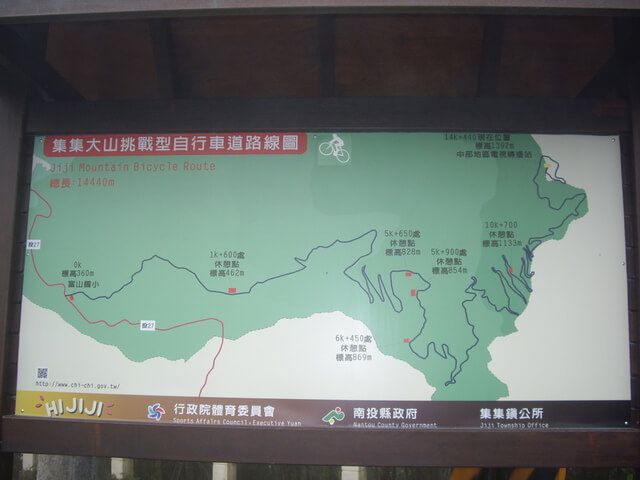 集集大山挑戰型自行車道路線圖
Jiji Mountain Bicycle Route
總長:14440m
14k+440現在位置
標高1392m
中部地區電視轉播站
10k+700
休憩點
標高1133m
5k+650處
休憩點
標高828m
5k+900處
休憩點
標高854m
1k+600處
休憩點
標高462m
0k
標高360m
富山國小
投27
投27
6k+450處
休憩點
標高869m
http://www.chi-chi.gov.tw/
HI JIJI
行政院體育委員會
Sports Affairs Council, Executive Yuan
南投縣政府
Nantou County Government
集集鎮公所
Jiji Township Office